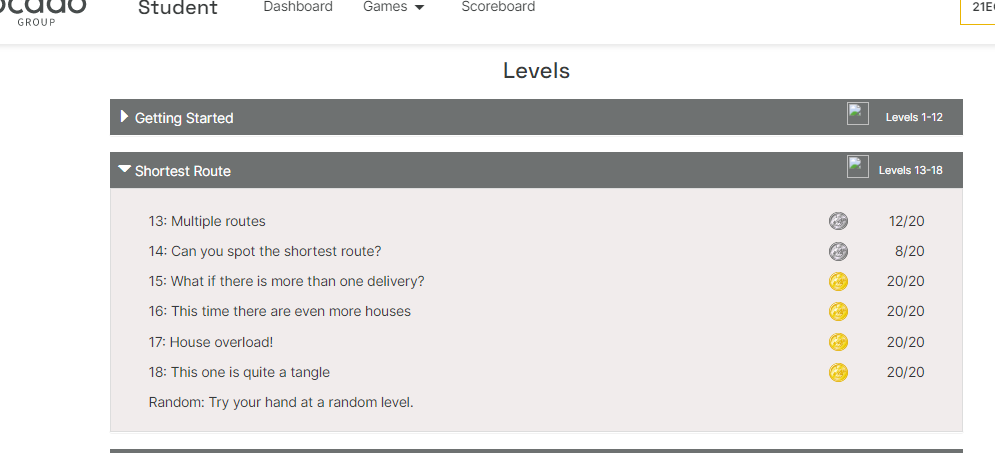 GROUP
Student
Dashboard
Games
Scoreboard
Levels
Getting Started
Levels 1-12
Shortest Route
Levels 13-18
13: Multiple routes
12/20
14: Can you spot the shortest route?
8/20
15: What if there is more than one delivery?
20/20
16: This time there are even more houses
20/20
17: House overload!
20/20
18: This one is quite a tangle
20/20
Random: Try your hand at a random level.